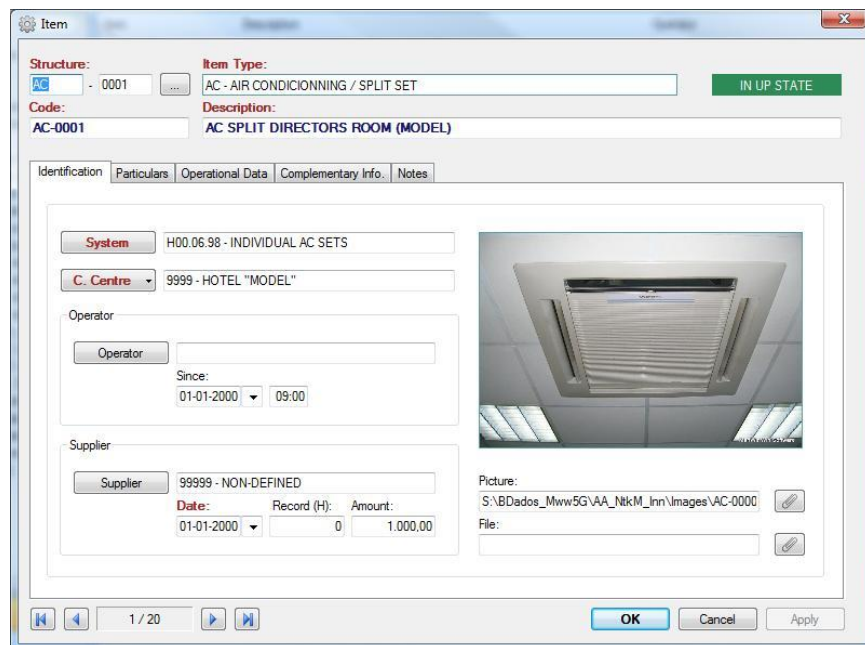 Item
Structure: Item Type:
AC - 0001 ... AC - AIR CONDICIONNING / SPLIT SET IN UP STATE
Code: Description:
AC-0001 AC SPLIT DIRECTORS ROOM (MODEL)
Identification Particulars Operational Data Complementary Info. Notes
System H00.06.98 - INDIVIDUAL AC SETS
C. Centre 9999 - HOTEL "MODEL"
Operator
Operator
Since:
01-01-2000 09:00
Supplier
Supplier 99999 - NON-DEFINED
Date: Record (H): Amount:
01-01-2000 0 1.000,00
Picture:
S:\BDados_Mww5G\AA_NtkM_Inn\Images\AC-0000
File:
1 / 20 OK Cancel Apply